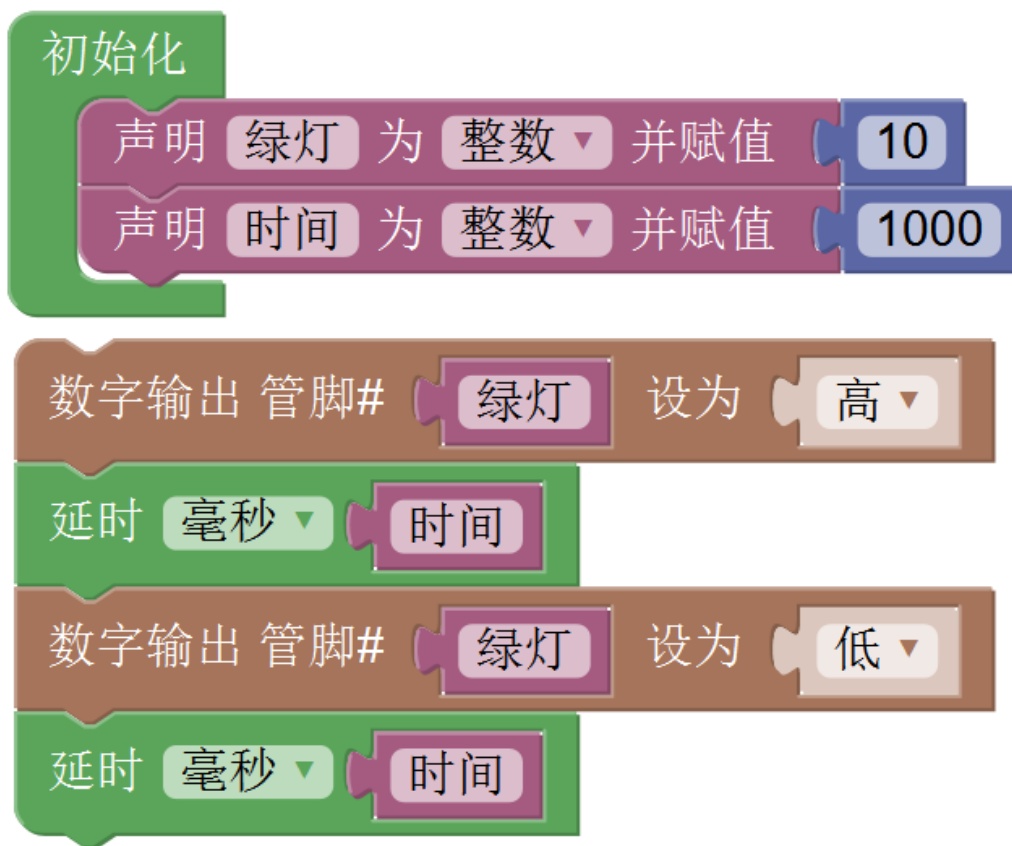 初始化
声明 绿灯 为 整数 并赋值 10
声明 时间 为 整数 并赋值 1000
数字输出 管脚# 绿灯 设为 高
延时 毫秒 时间
数字输出 管脚# 绿灯 设为 低
延时 毫秒 时间